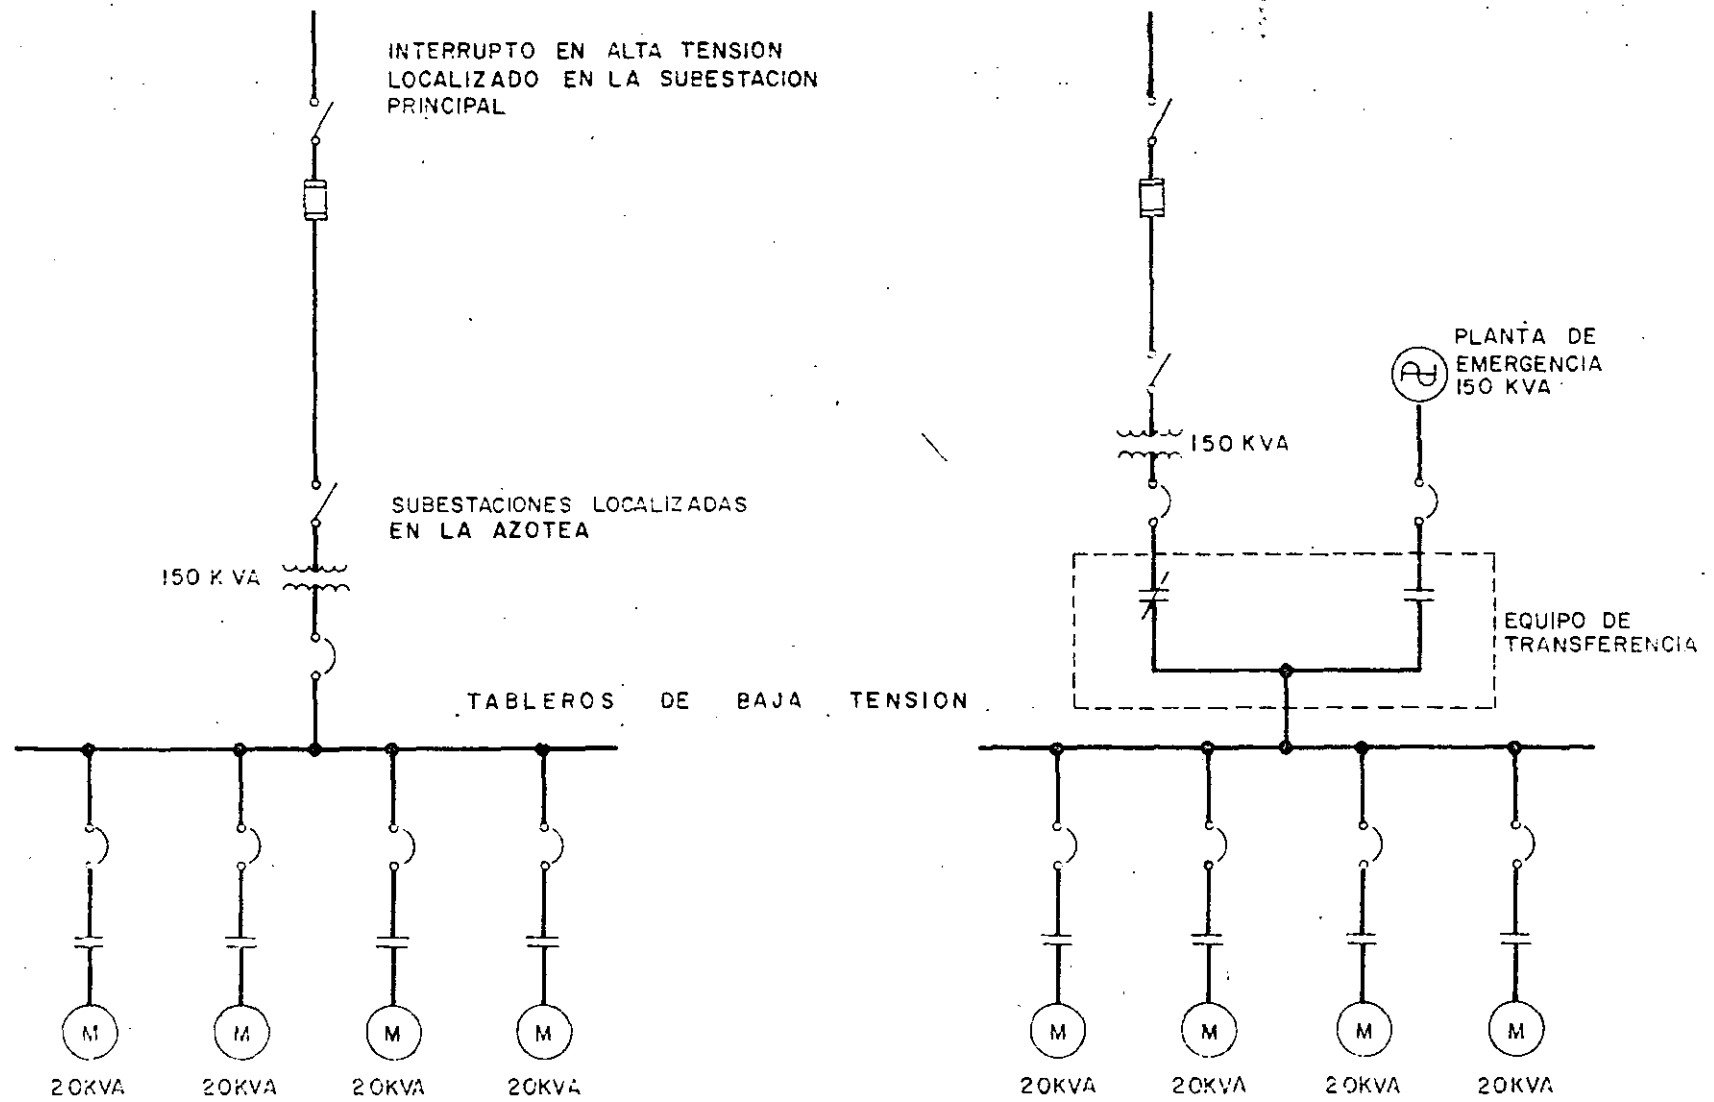 INTERRUPTO EN ALTA TENSION
LOCALIZADO EN LA SUBESTACION
PRINCIPAL
PLANTA DE
EMERGENCIA
150 KVA
150 KVA
SUBESTACIONES LOCALIZADAS
EN LA AZOTEA
150 KVA
EQUIPO DE
TRANSFERENCIA
TABLEROS DE BAJA TENSION
M M M M M M M M
20KVA 20KVA 20KVA 20KVA 20KVA 20KVA 20KVA 20KVA